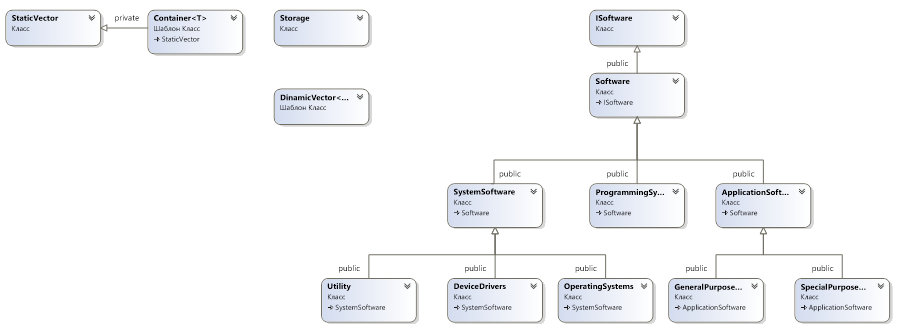 StaticVector
Класс
private
Container<T>
Шаблон Класс
StaticVector
Storage
Класс
ISoftware
Класс
public
DinamicVector<...
Шаблон Класс
Software
Класс
ISoftware
public
public
public
SystemSoftware
Класс
Software
ProgrammingSy...
Класс
Software
ApplicationSoft...
Класс
Software
public
public
public
public
public
Utility
Класс
SystemSoftware
DeviceDrivers
Класс
SystemSoftware
OperatingSystems
Класс
SystemSoftware
GeneralPurpose...
Класс
ApplicationSoftware
SpecialPurpose...
Класс
ApplicationSoftware